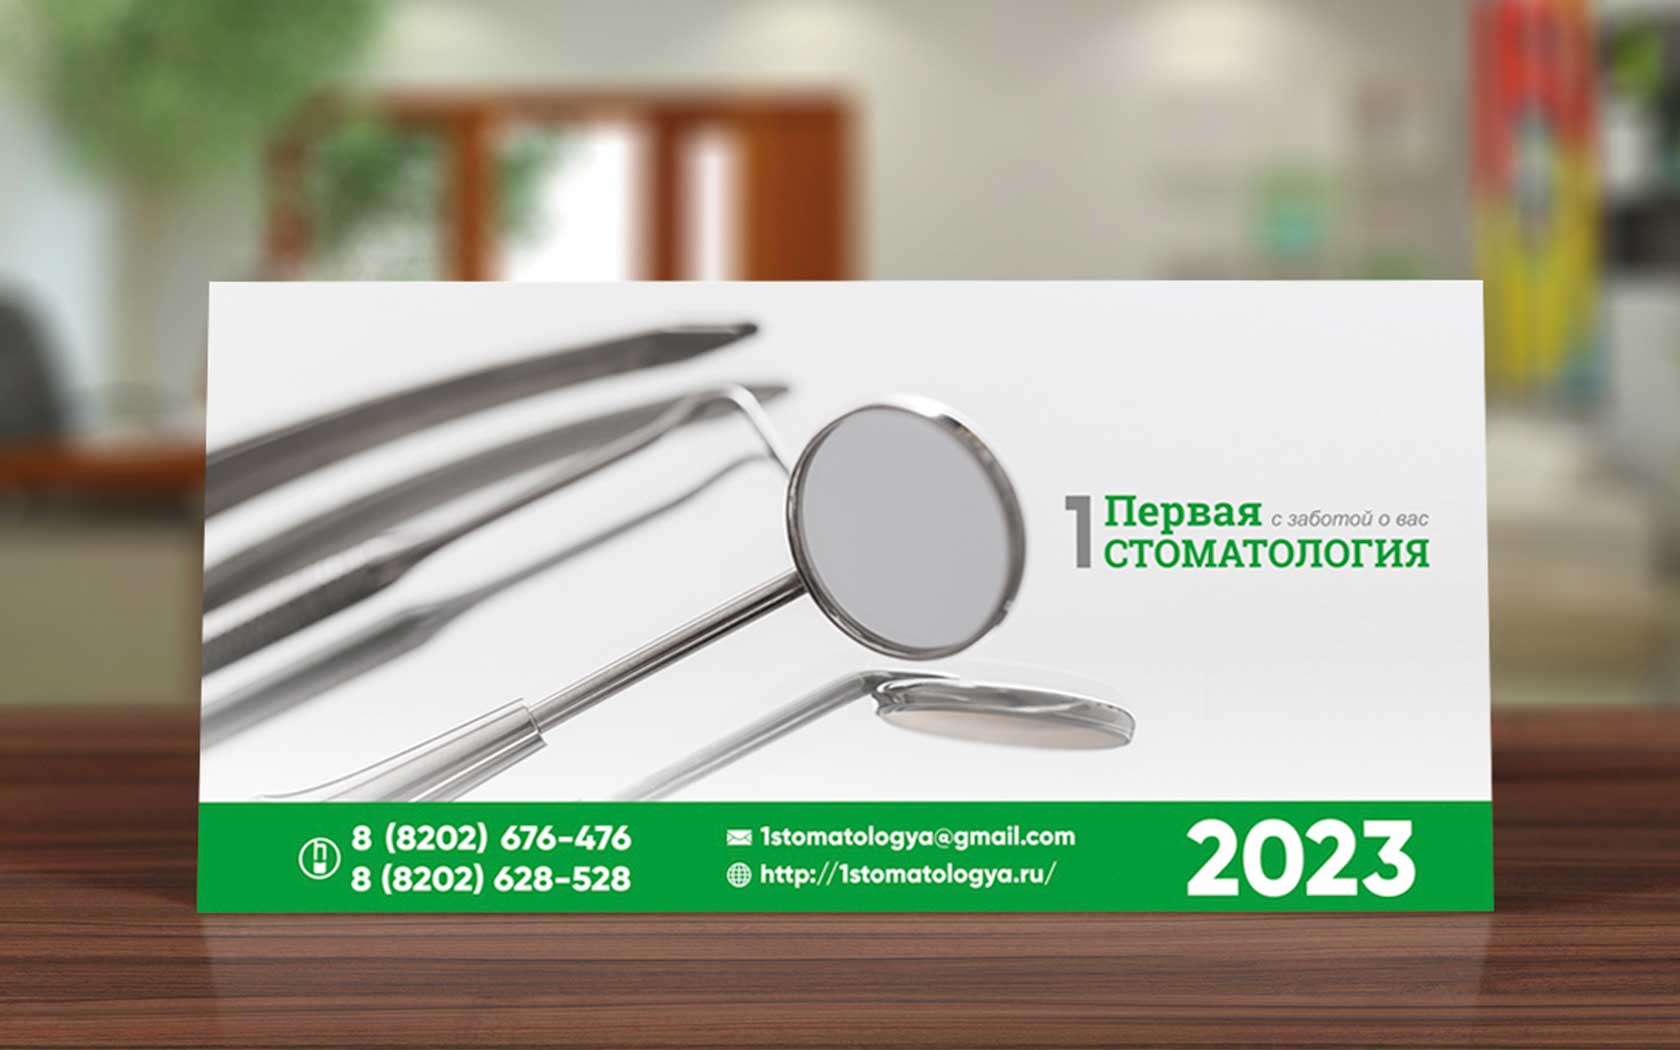 1 Первая с заботой о вас
СТОМАТОЛОГИЯ
8 (8202) 676-476
8 (8202) 628-528
1stomatologya@gmail.com
http://1stomatologya.ru/
2023